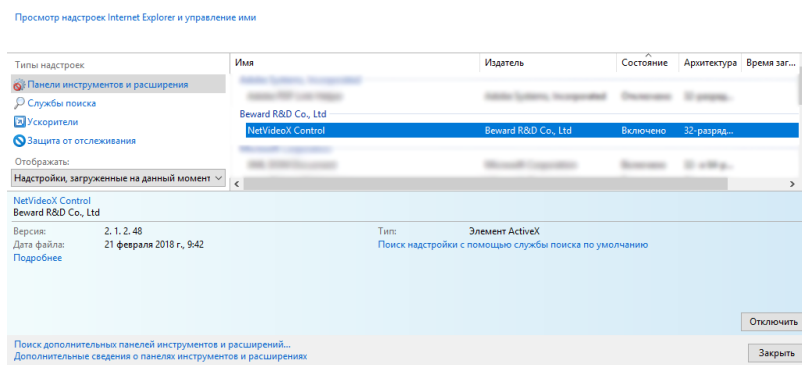 Просмотр надстроек Internet Explorer и управление ими
Типы надстроек
Панели инструментов и расширения
Службы поиска
Ускорители
Защита от отслеживания
Отображать:
Надстройки, загруженные на данный момент
Имя Издатель Состояние Архитектура Время заг...
Beward R&D Co., Ltd
NetVideoX Control Beward R&D Co., Ltd Включено 32-разряд...
NetVideoX Control
Beward R&D Co., Ltd
Версия: 2. 1. 2. 48 Тип: Элемент ActiveX
Дата файла: 21 февраля 2018 г., 9:42 Поиск надстройки с помощью службы поиска по умолчанию
Подробнее
Отключить
Поиск дополнительных панелей инструментов и расширений...
Дополнительные сведения о панелях инструментов и расширениях
Закрыть